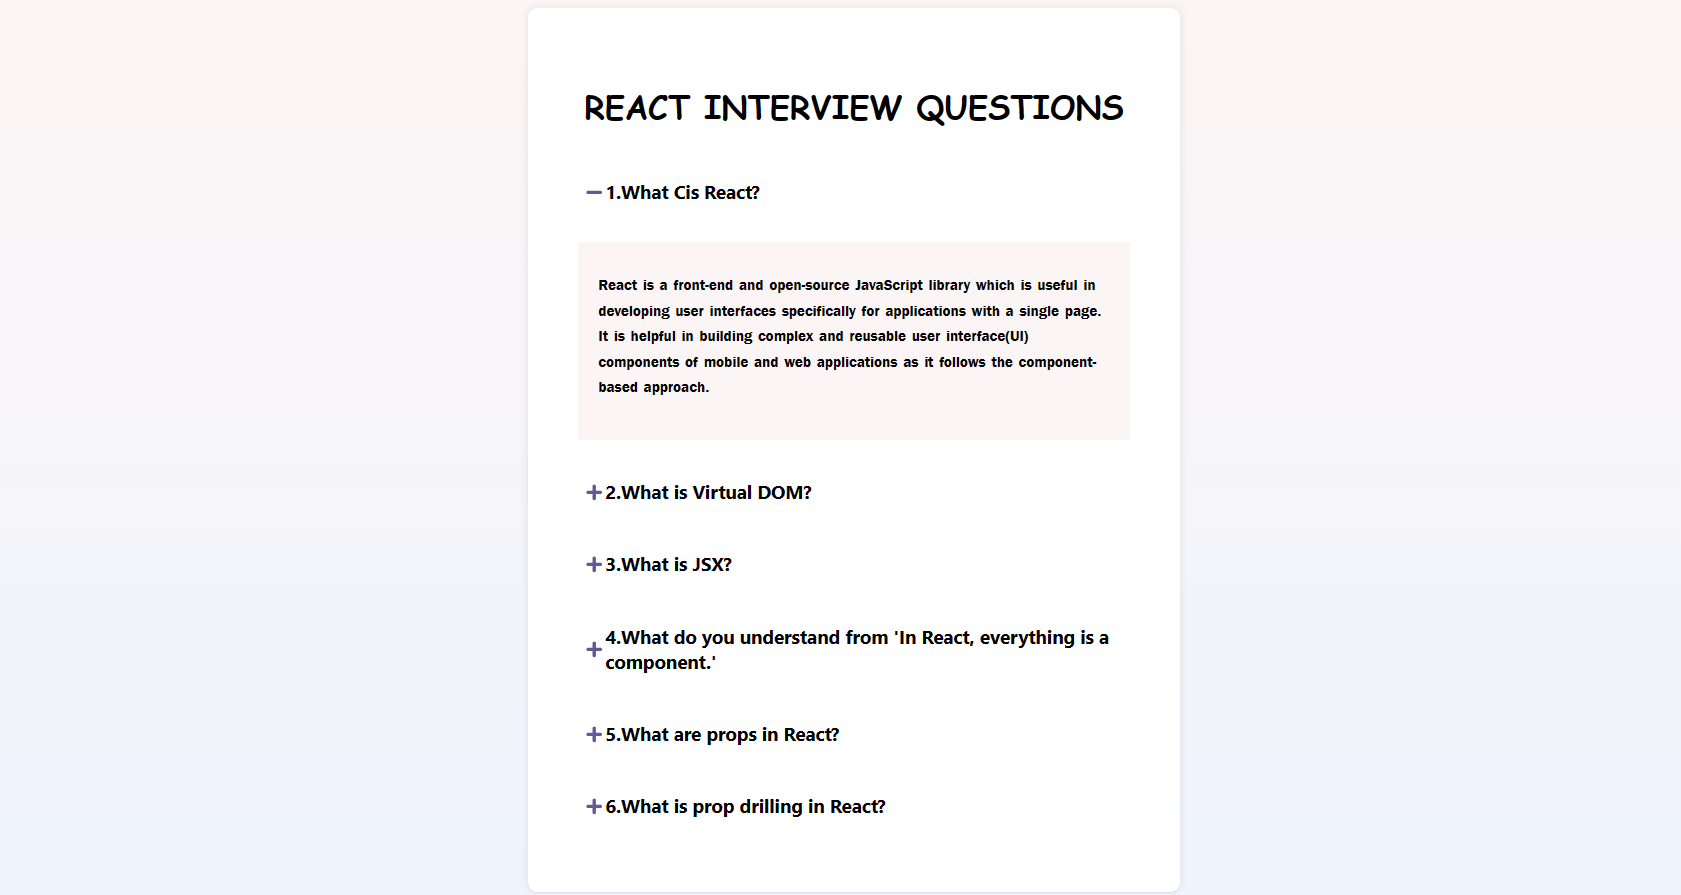 REACT INTERVIEW QUESTIONS
1.What Cis React?
React is a front-end and open-source JavaScript library which is useful in
developing user interfaces specifically for applications with a single page.
It is helpful in building complex and reusable user interface(UI)
components of mobile and web applications as it follows the component-
based approach.
2.What is Virtual DOM?
3.What is JSX?
4.What do you understand from 'In React, everything is a
component.'
5.What are props in React?
6.What is prop drilling in React?